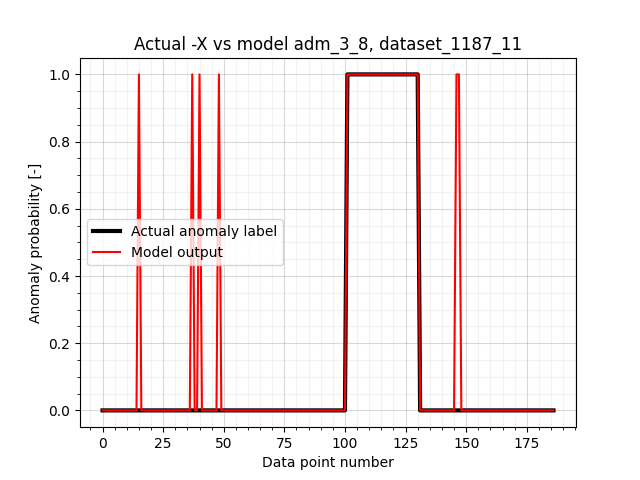 Actual -X vs model adm_3_8, dataset_1187_11
Anomaly probability [-]
1.0
0.8
0.6
0.4
0.2
0.0
Actual anomaly label
Model output
0 25 50 75 100 125 150 175
Data point number